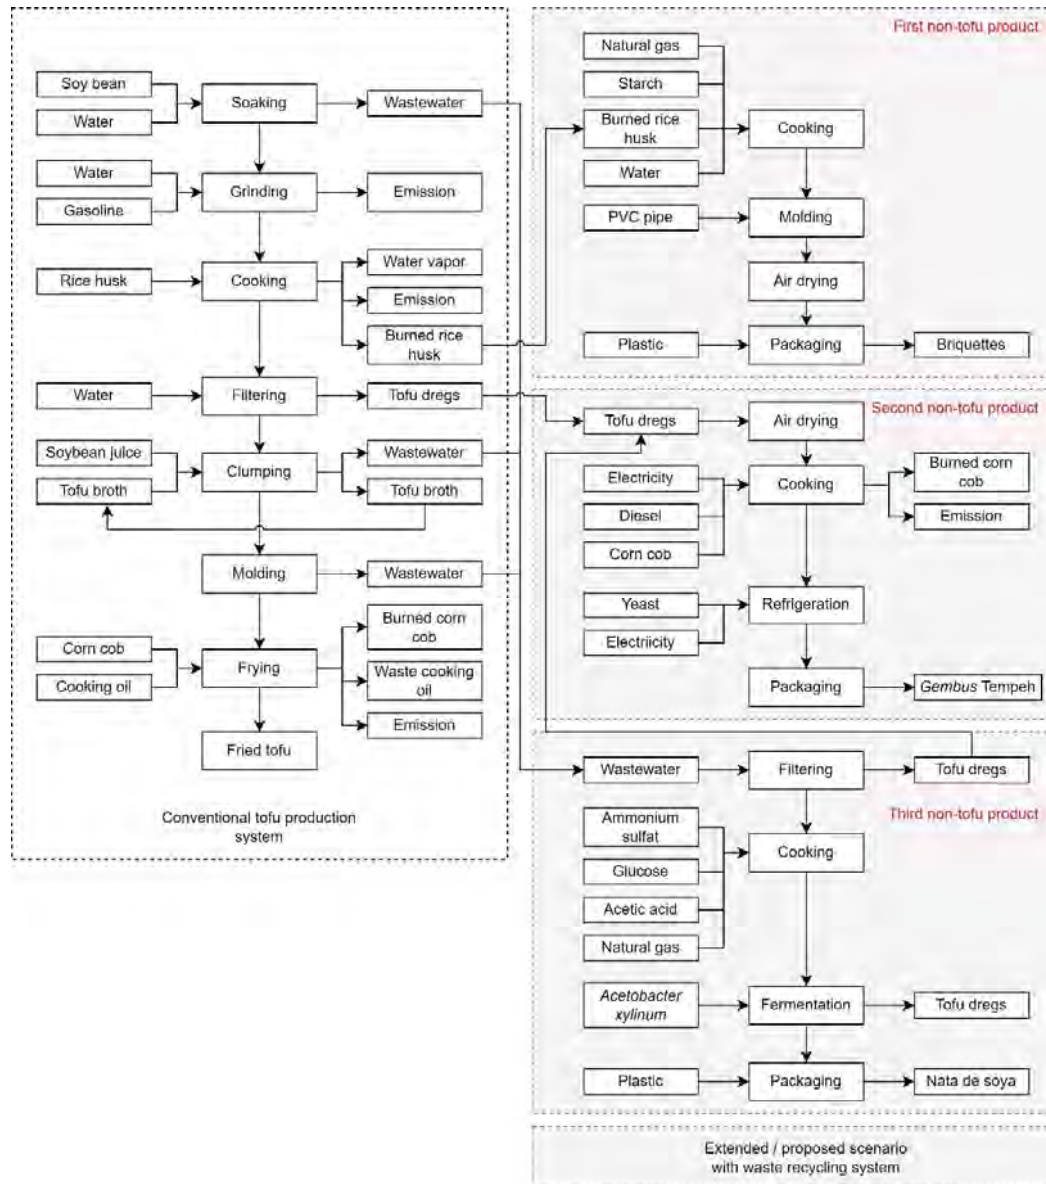 Soy bean
Water
Soaking
Wastewater
Water
Gasoline
Grinding
Emission
Rice husk
Cooking
Water vapor
Emission
Burned rice
husk
Water
Filtering
Tofu dregs
Soybean juice
Tofu broth
Clumping
Wastewater
Tofu broth
Molding
Wastewater
Corn cob
Cooking oil
Frying
Burned corn
cob
Waste cooking
oil
Emission
Fried tofu
Conventional tofu production
system
First non-tofu product
Natural gas
Starch
Burned rice
husk
Water
Cooking
PVC pipe
Molding
Air drying
Plastic
Packaging
Briquettes
Second non-tofu product
Tofu dregs
Air drying
Electricity
Diesel
Corn cob
Cooking
Burned corn
cob
Emission
Yeast
Electriicity
Refrigeration
Packaging
Gembus Tempeh
Wastewater
Filtering
Tofu dregs
Third non-tofu product
Ammonium
sulfat
Glucose
Acetic acid
Natural gas
Cooking
Acetobacter
xylinum
Fermentation
Tofu dregs
Plastic
Packaging
Nata de soya
Extended / proposed scenario
with waste recycling system